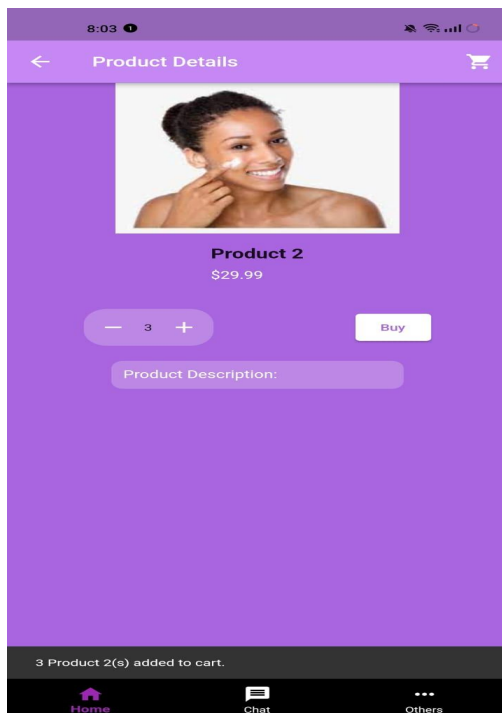 8:03
Product Details
Product 2
$29.99
3
Buy
Product Description:
3 Product 2(s) added to cart.
Home Chat Others